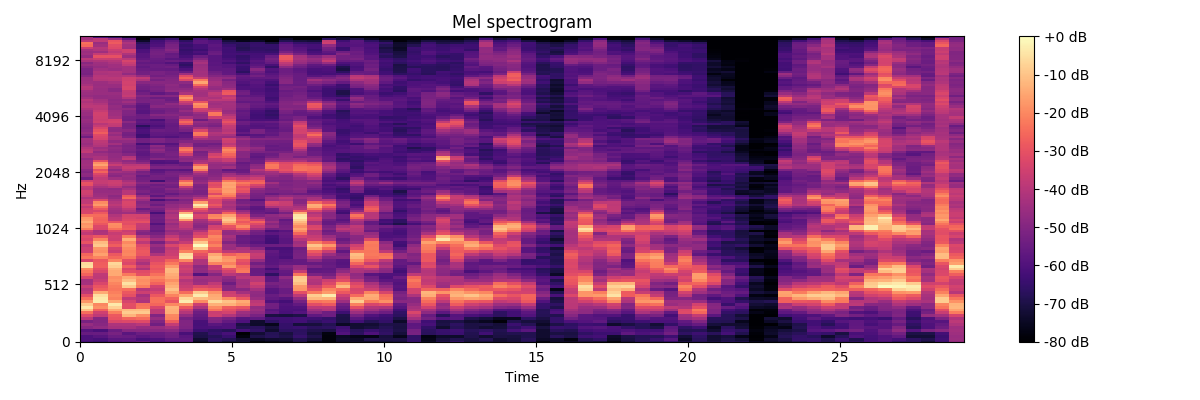 Mel spectrogram
8192
4096
2048
1024
512
0
Hz
0 5 10 15 20 25
Time
+0 dB
-10 dB
-20 dB
-30 dB
-40 dB
-50 dB
-60 dB
-70 dB
-80 dB